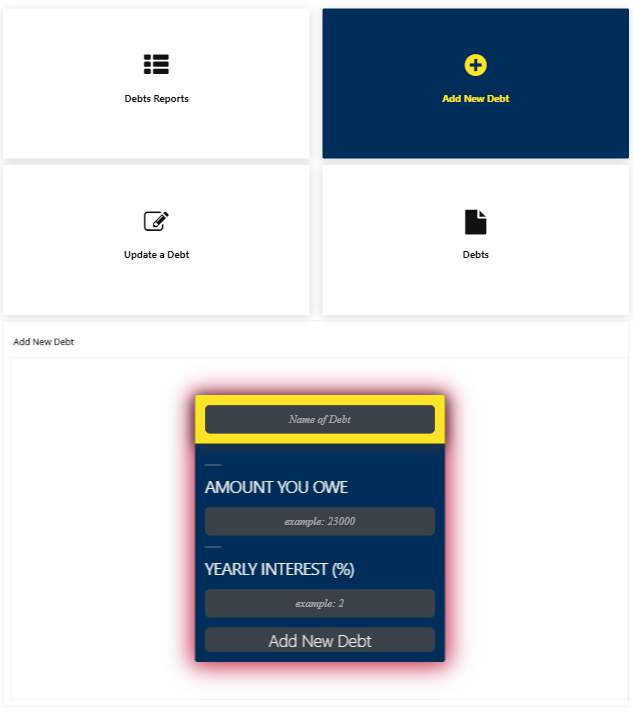 Debts Reports
Add New Debt
Update a Debt
Debts
Add New Debt
Name of Debt
AMOUNT YOU OWE
example: 23000
YEARLY INTEREST (%)
example: 2
Add New Debt